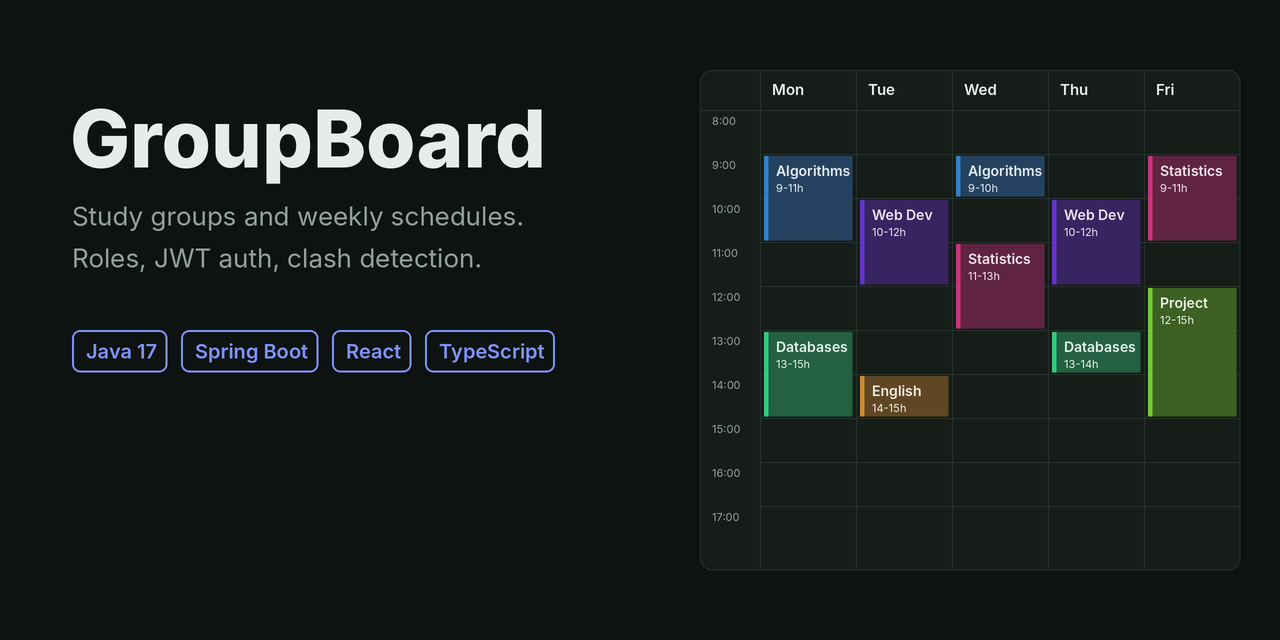 GroupBoard
Study groups and weekly schedules.
Roles, JWT auth, clash detection.
Java 17 Spring Boot React TypeScript
Mon Tue Wed Thu Fri
8:00
9:00
Algorithms Algorithms Statistics
9-11h 9-10h 9-11h
10:00
Web Dev Web Dev
10-12h 10-12h
11:00
Statistics
11-13h
12:00
Project
12-15h
13:00
Databases Databases
13-15h 13-14h
14:00
English
14-15h
15:00
16:00
17:00